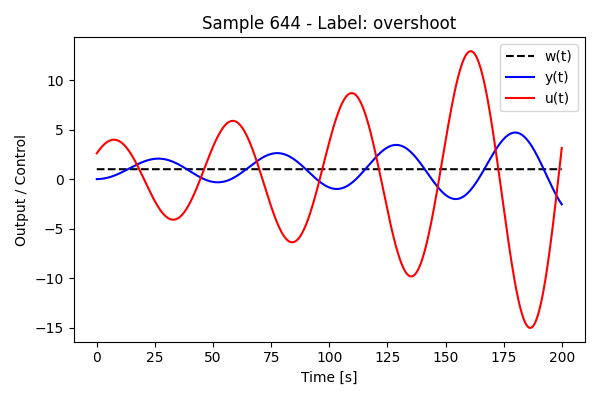 Sample 644 - Label: overshoot
w(t)
y(t)
u(t)
Output / Control
10
5
0
−5
−10
−15
0
25
50
75
100
125
150
175
200
Time [s]